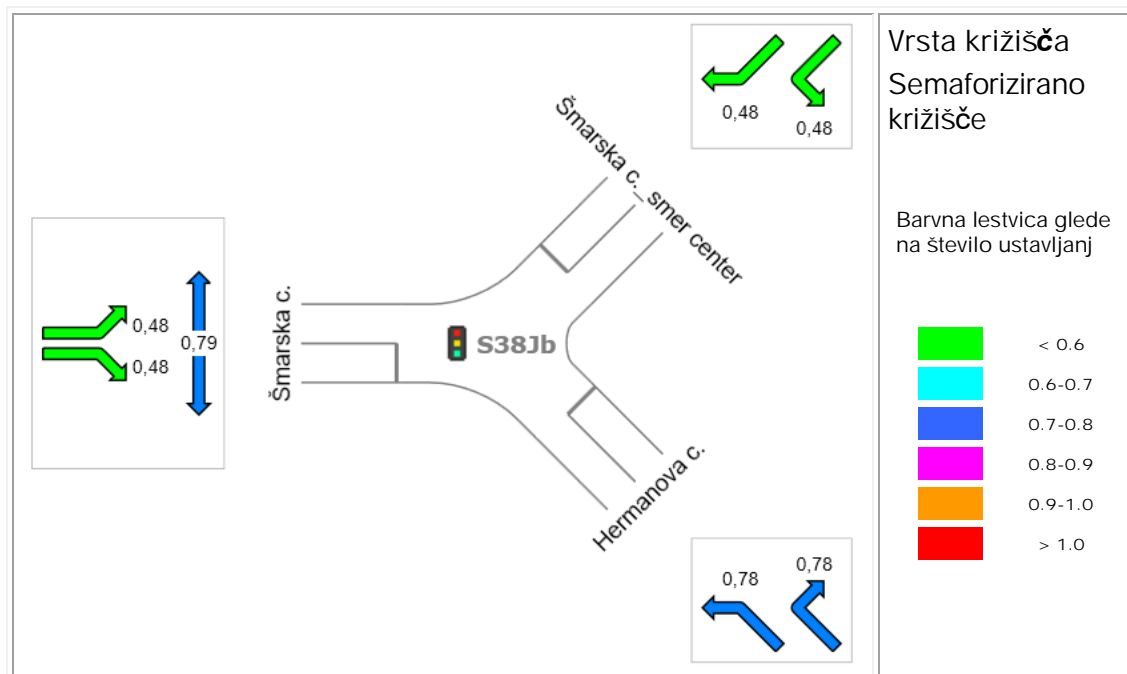 0,48
0,48
Šmarska c._ smer center
Šmarska c.
0,48
0,48
0,79
S38Jb
Hermanova c.
0,78
0,78
Vrsta križišča
Semaforizirano
križišče
Barvna lestvica glede
na število ustavljanj
< 0.6
0.6-0.7
0.7-0.8
0.8-0.9
0.9-1.0
> 1.0